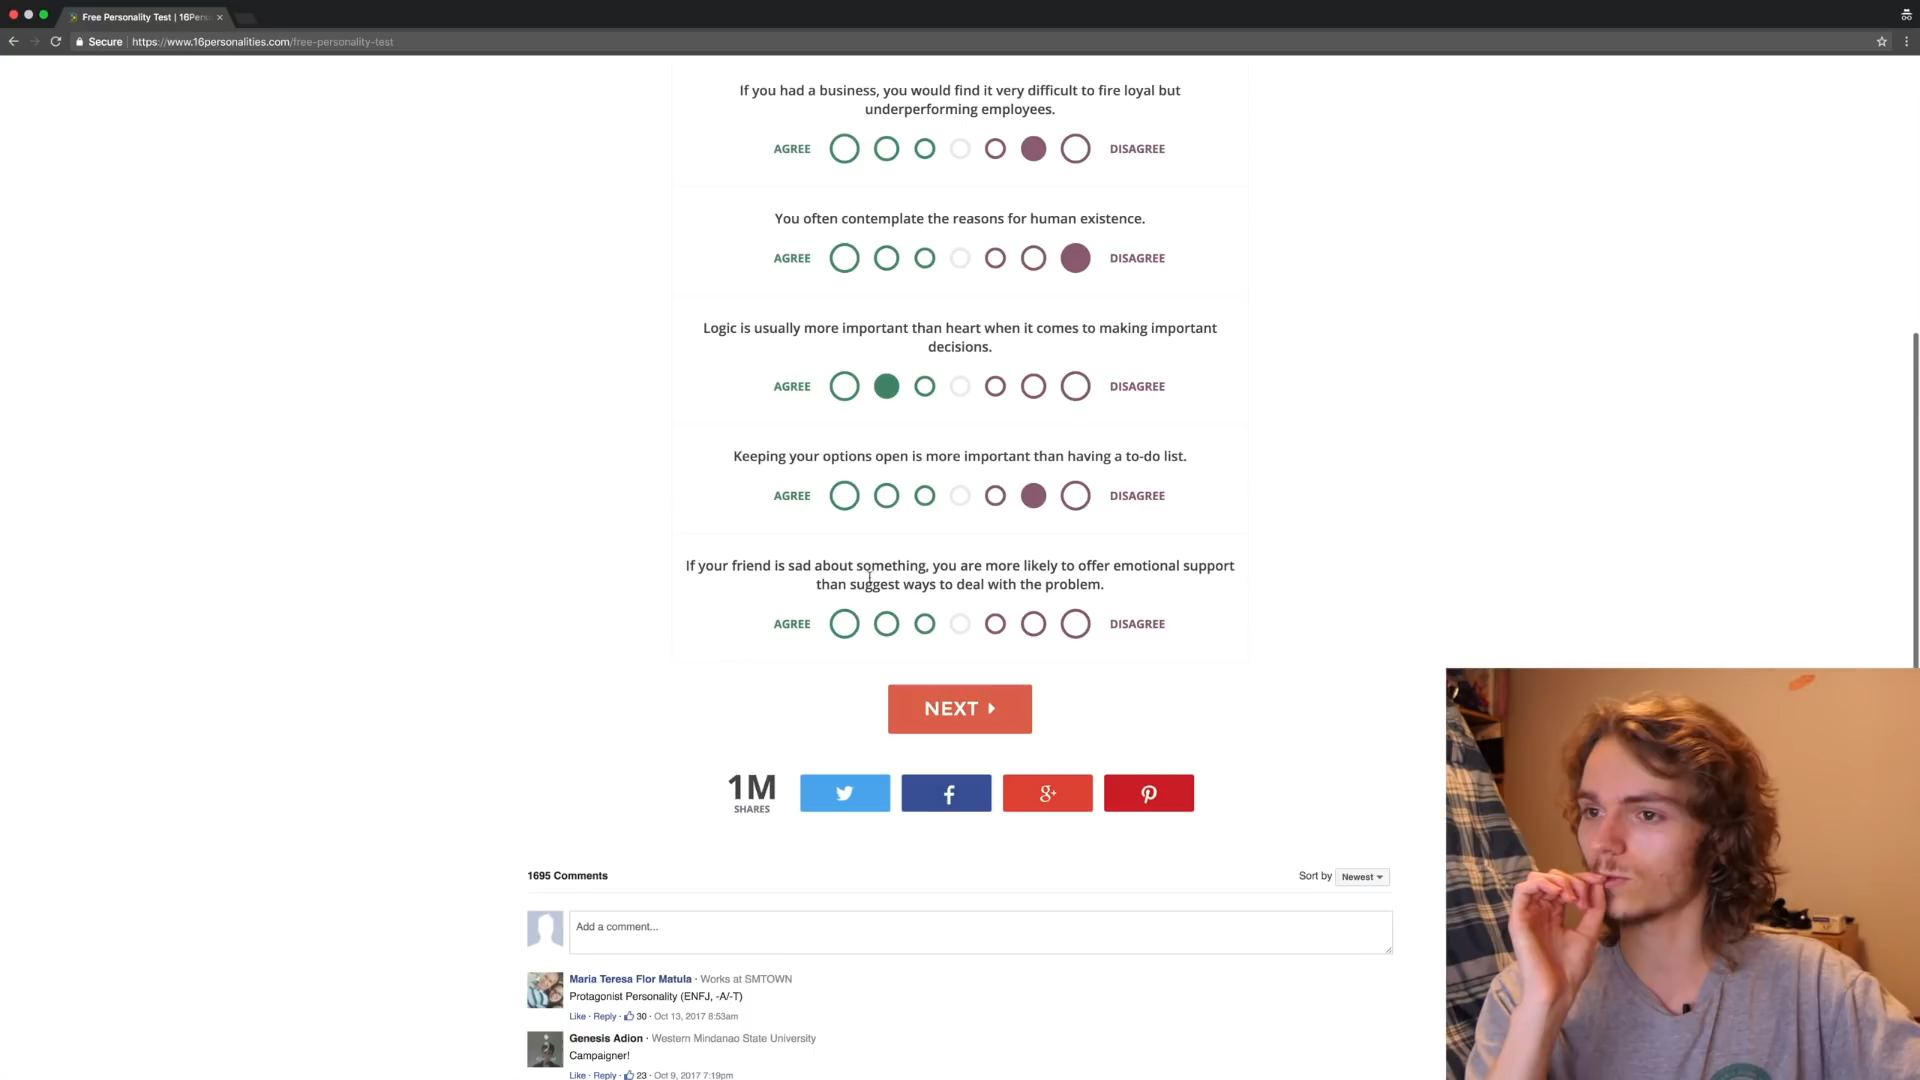 Free Personality Test | 16Pers
Secure https://www.16personalities.com/free-personality-test
If you had a business, you would find it very difficult to fire loyal but
underperforming employees.
AGREE DISAGREE
You often contemplate the reasons for human existence.
AGREE DISAGREE
Logic is usually more important than heart when it comes to making important
decisions.
AGREE DISAGREE
Keeping your options open is more important than having a to-do list.
AGREE DISAGREE
If your friend is sad about something, you are more likely to offer emotional support
than suggest ways to deal with the problem.
AGREE DISAGREE
NEXT
1M
SHARES
1695 Comments
Sort by Newest
Add a comment...
Maria Teresa Flor Matula · Works at SMTOWN
Protagonist Personality (ENFJ, -A/-T)
Like · Reply · 30 · Oct 13, 2017 8:53am
Genesis Adion · Western Mindanao State University
Campaigner!
Like · Reply · 23 · Oct 9, 2017 7:19pm